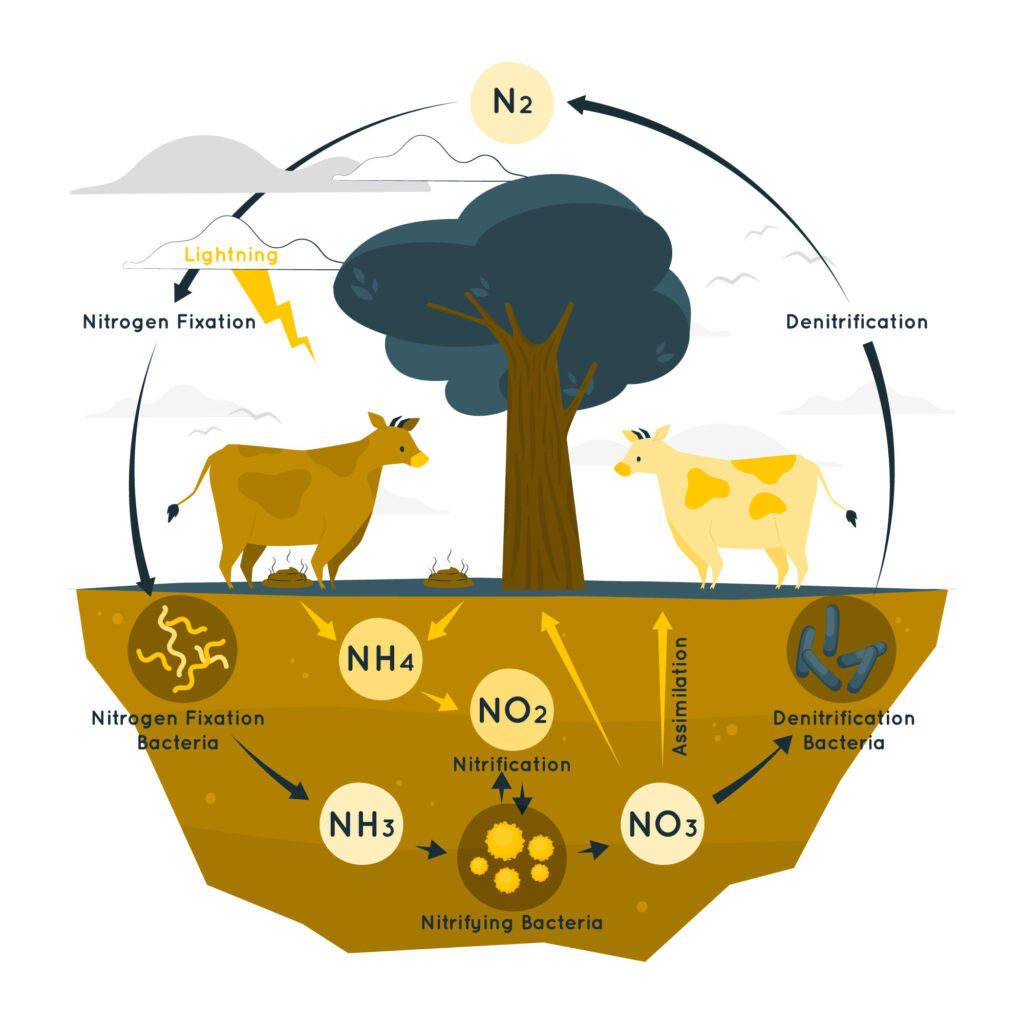 N2
Lightning
Nitrogen Fixation
Denitrification
NH4
NO2
Assimilation
Nitrogen Fixation
Bacteria
Denitrification
Bacteria
Nitrification
NH3
NO3
Nitrifying Bacteria